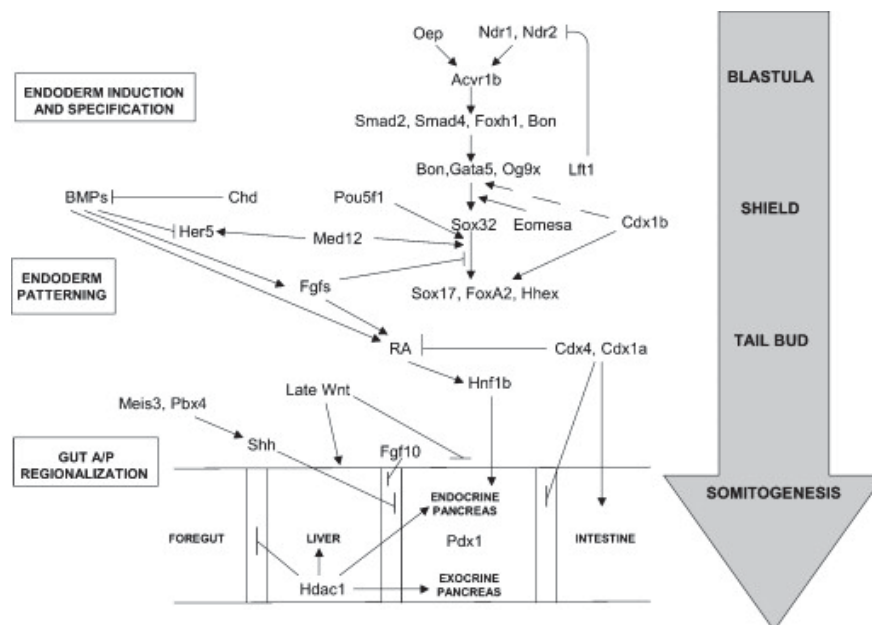 Oep
Ndr1, Ndr2
Acvr1b
BLASTULA
ENDODERM INDUCTION
AND SPECIFICATION
Smad2, Smad4, Foxh1, Bon
Bon,Gata5, Og9x
Lft1
BMPs
Chd
Pou5f1
SHIELD
Her5
Med12
Sox32
Eomesa
Cdx1b
ENDODERM
PATTERNING
Fgfs
Sox17, FoxA2, Hhex
TAIL BUD
RA
Cdx4, Cdx1a
Hnf1b
Late Wnt
Meis3, Pbx4
GUT A/P
REGIONALIZATION
Shh
Fgf10
SOMITOGENESIS
ENDOCRINE
PANCREAS
FOREGUT
LIVER
Pdx1
INTESTINE
Hdac1
EXOCRINE
PANCREAS